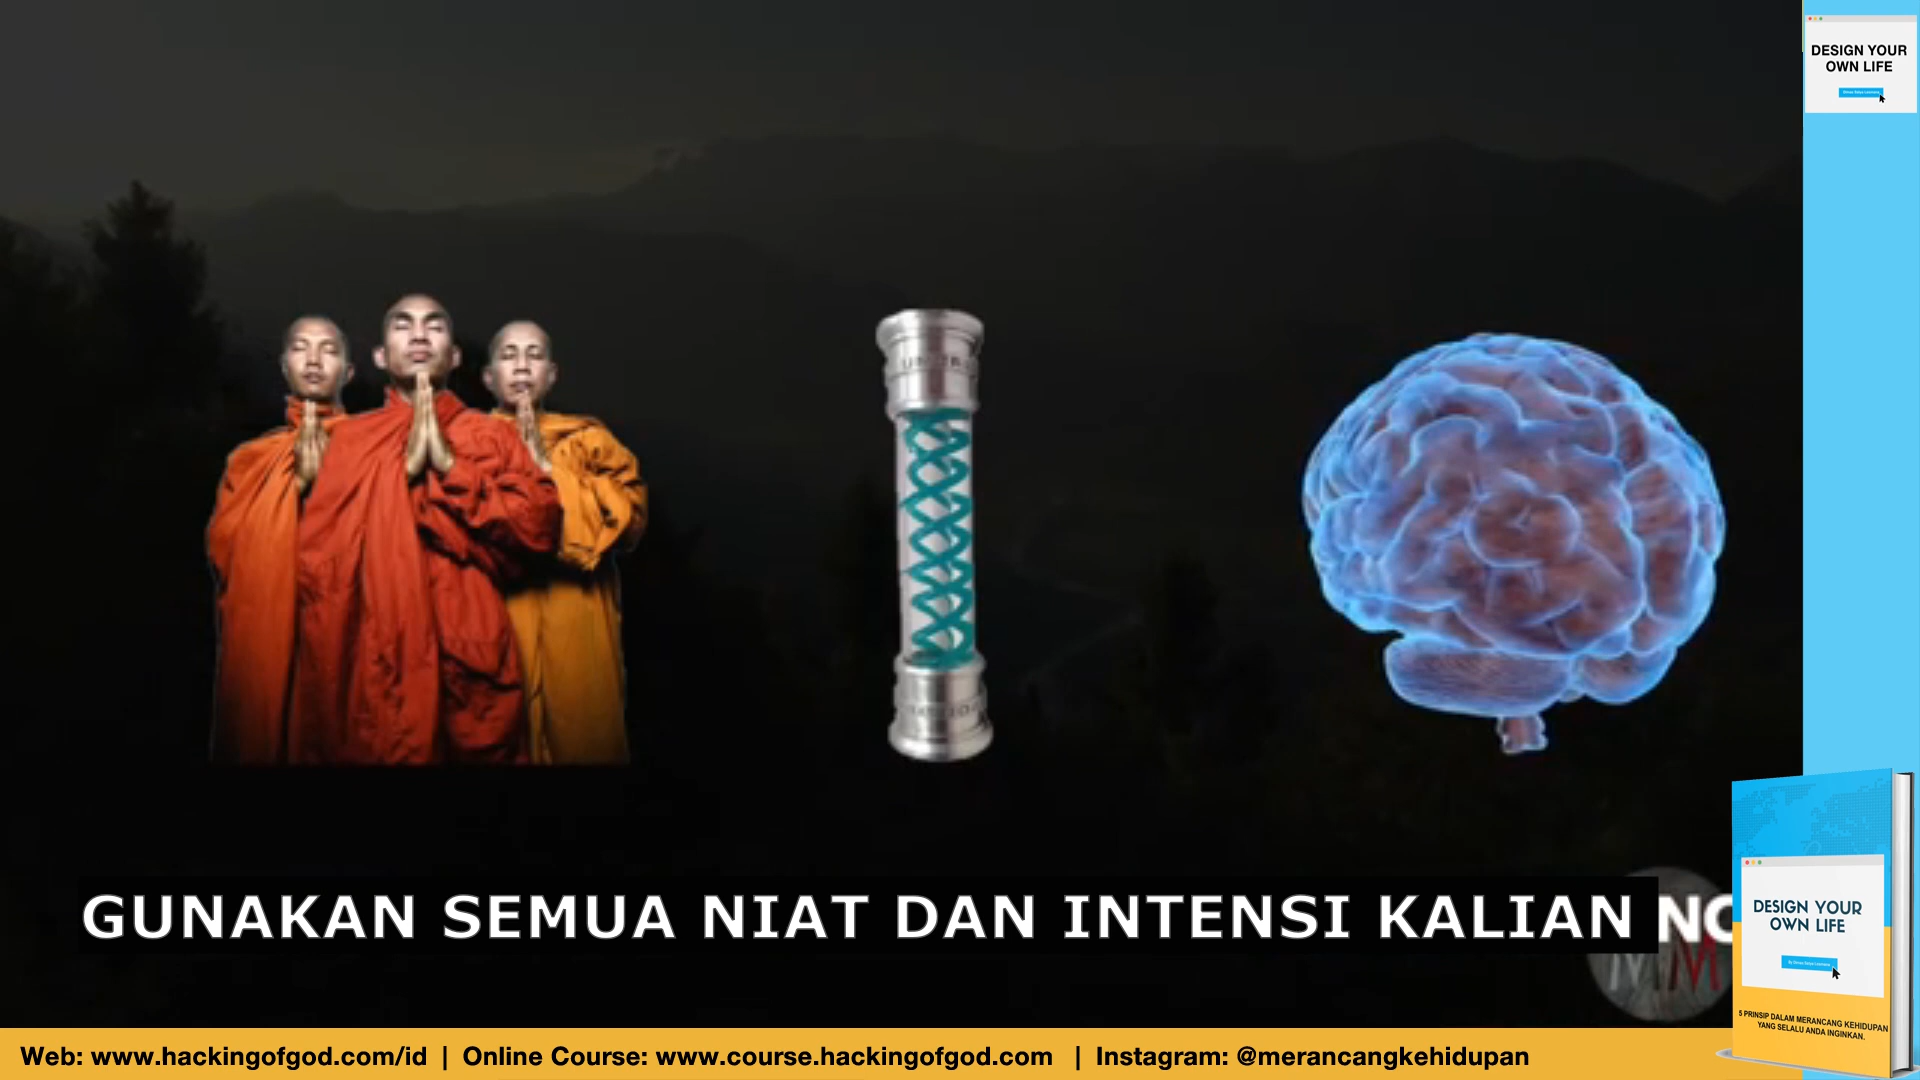 DESIGN YOUR
OWN LIFE
GUNAKAN SEMUA NIAT DAN INTENSI KALIAN
DESIGN YOUR
OWN LIFE
5 PRINSIP DALAM MERANCANG KEHIDUPAN
YANG SELALU ANDA INGINKAN.
Web: www.hackingofgod.com/id | Online Course: www.course.hackingofgod.com | Instagram: @merancangkehidupan